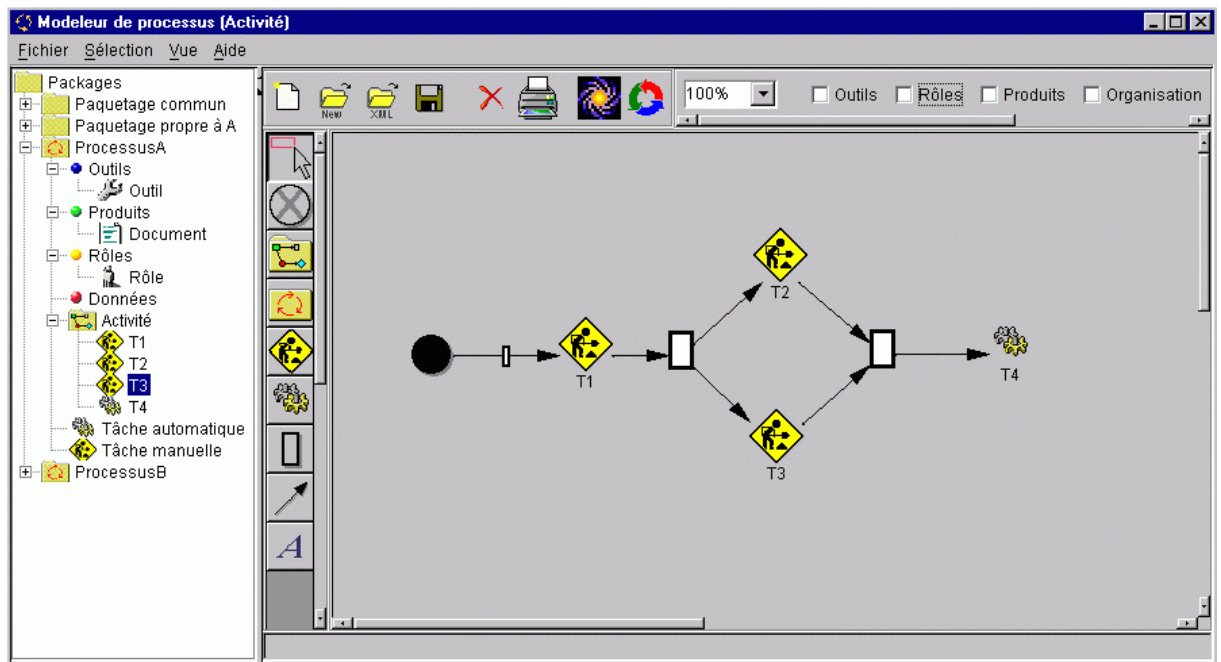 Modeleur de processus (Activité)
Fichier Sélection Vue Aide
Packages
Paquetage commun
Paquetage propre à A
ProcessusA
Outils
Outil
Produits
Document
Rôles
Rôle
Données
Activité
T1
T2
T3
T4
Tâche automatique
Tâche manuelle
ProcessusB
New
XML
100%
Outils Rôles Produits Organisation
A
T2
T1
T4
T3